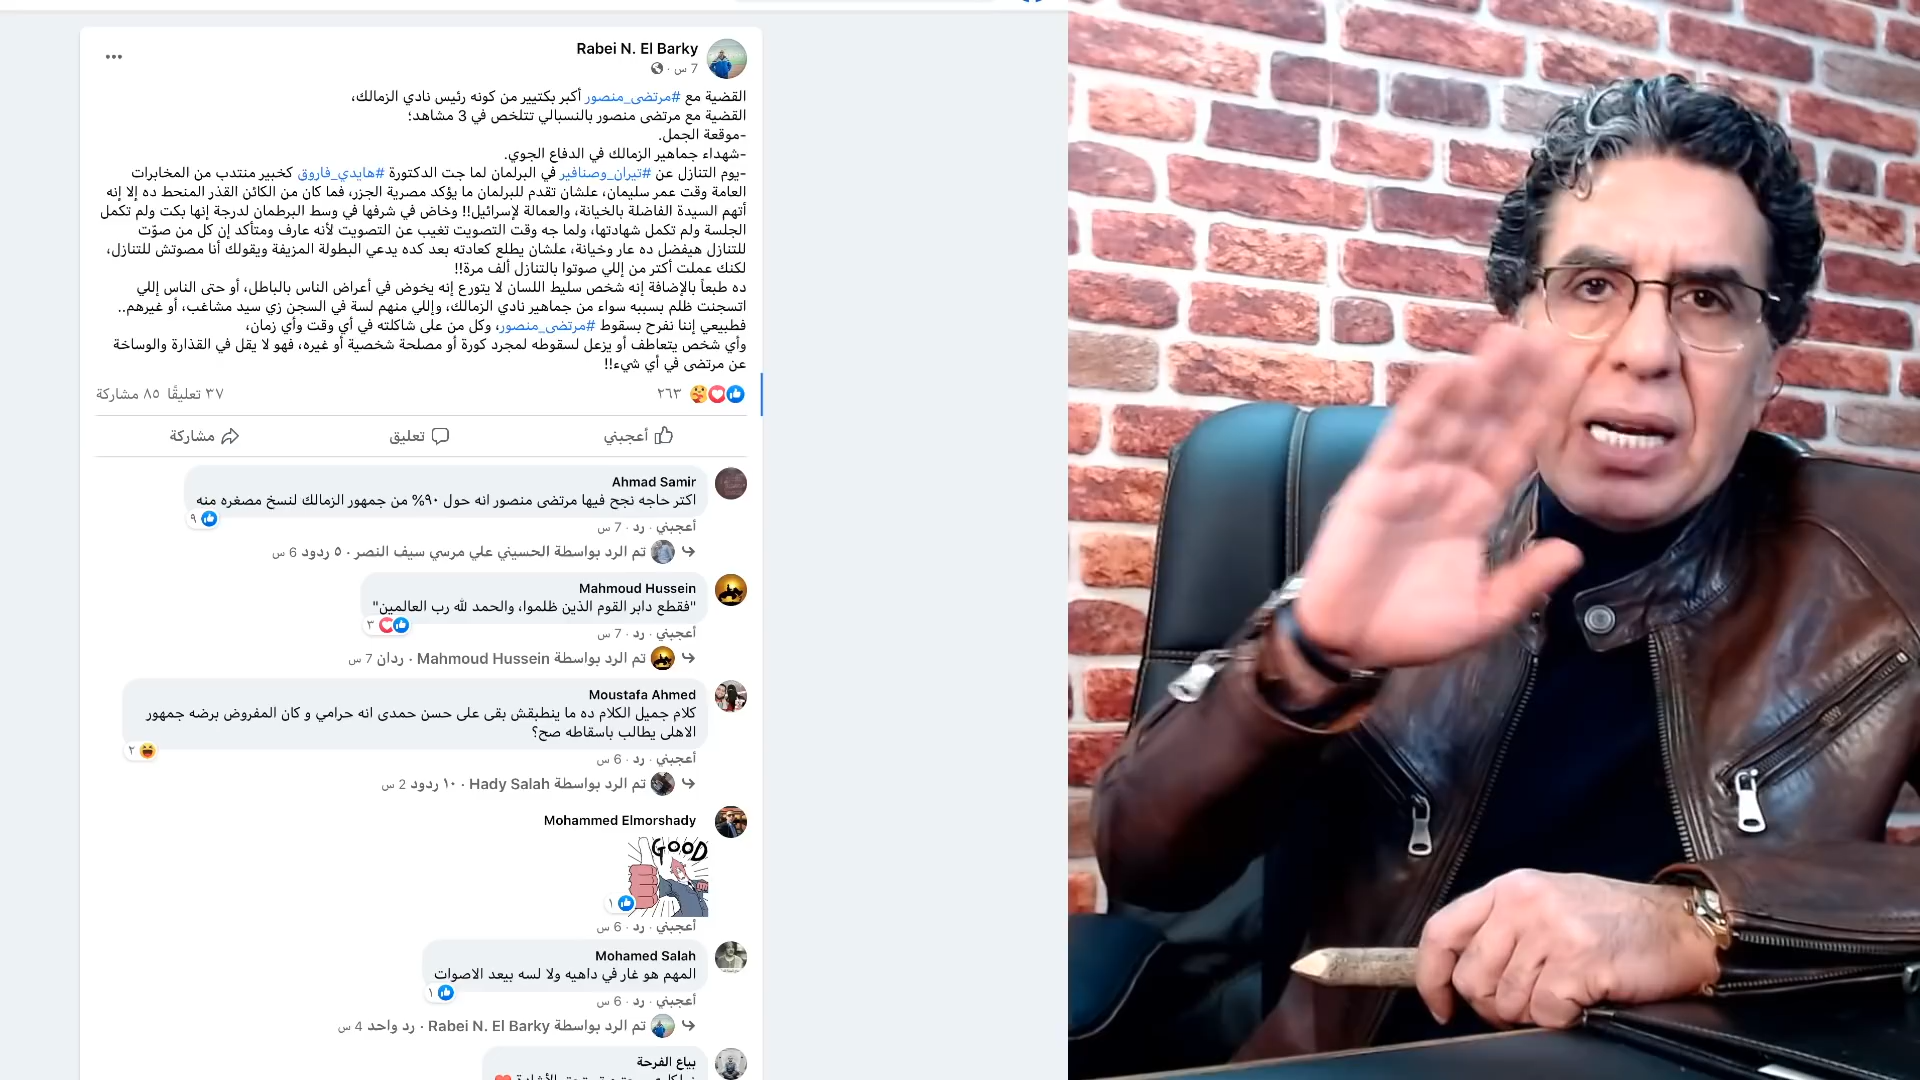 Rabei N. El Barky
7 س ·
القضية مع #مرتضى_منصور أكبر بكتيير من كونه رئيس نادي الزمالك،
القضية مع مرتضى منصور بالنسبالي تتلخص في 3 مشاهد؛
-موقعة الجمل.
-شهداء جماهير الزمالك في الدفاع الجوي.
-يوم التنازل عن #تيران_وصنافير في البرلمان لما جت الدكتورة #هايدي_فاروق كخبير منتدب من المخابرات
العامة وقت عمر سليمان، علشان تقدم للبرلمان ما يؤكد مصرية الجزر، فما كان من الكائن القذر المنحط ده إلا إنه
أتهم السيدة الفاضلة بالخيانة، والعمالة لإسرائيل!! وخاض في شرفها في وسط البرطمان لدرجة إنها بكت ولم تكمل
الجلسة ولم تكمل شهادتها، ولما جه وقت التصويت تغيب عن التصويت لأنه عارف ومتأكد إن كل من صوّت
للتنازل هيفضل ده عار وخيانة، علشان يطلع كعادته بعد كده يدعي البطولة المزيفة ويقولك أنا مصوتش للتنازل،
لكنك عملت أكتر من إللي صوتوا بالتنازل ألف مرة!!
ده طبعاً بالإضافة إنه شخص سليط اللسان لا يتورع إنه يخوض في أعراض الناس بالباطل، أو حتى الناس إللي
اتسجنت ظلم بسببه سواء من جماهير نادي الزمالك، وإللي منهم لسة في السجن زي سيد مشاغب، أو غيرهم..
فطبيعي إننا نفرح بسقوط #مرتضى_منصور، وكل من على شاكلته في أي وقت وأي زمان،
وأي شخص يتعاطف أو يزعل لسقوطه لمجرد كورة أو مصلحة شخصية أو غيره، فهو لا يقل في القذارة والوساخة
عن مرتضى في أي شيء!!
٢٦٣ ٣٧ تعليقًا ٨٥ مشاركة
أعجبني تعليق مشاركة
Ahmad Samir
اكتر حاجه نجح فيها مرتضى منصور انه حول ٩٠% من جمهور الزمالك لنسخ مصغره منه
٩
أعجبني · رد · 7 س
تم الرد بواسطة الحسيني علي مرسي سيف النصر · ٥ ردود 6 س
Mahmoud Hussein
"فقطع دابر القوم الذين ظلموا، والحمد لله رب العالمين"
٣
أعجبني · رد · 7 س
تم الرد بواسطة Mahmoud Hussein · ردان 7 س
Moustafa Ahmed
كلام جميل الكلام ده ما ينطبقش بقى على حسن حمدى انه حرامي و كان المفروض برضه جمهور
الاهلى يطالب باسقاطه صح؟
٢
أعجبني · رد · 6 س
تم الرد بواسطة Hady Salah · ١٠ ردود 2 س
Mohammed Elmorshady
GOOD
١
أعجبني · رد · 6 س
Mohamed Salah
المهم هو غار في داهيه ولا لسه بيعد الاصوات
١
أعجبني · رد · 6 س
تم الرد بواسطة Rabei N. El Barky · رد واحد 4 س
بياع الفرحة